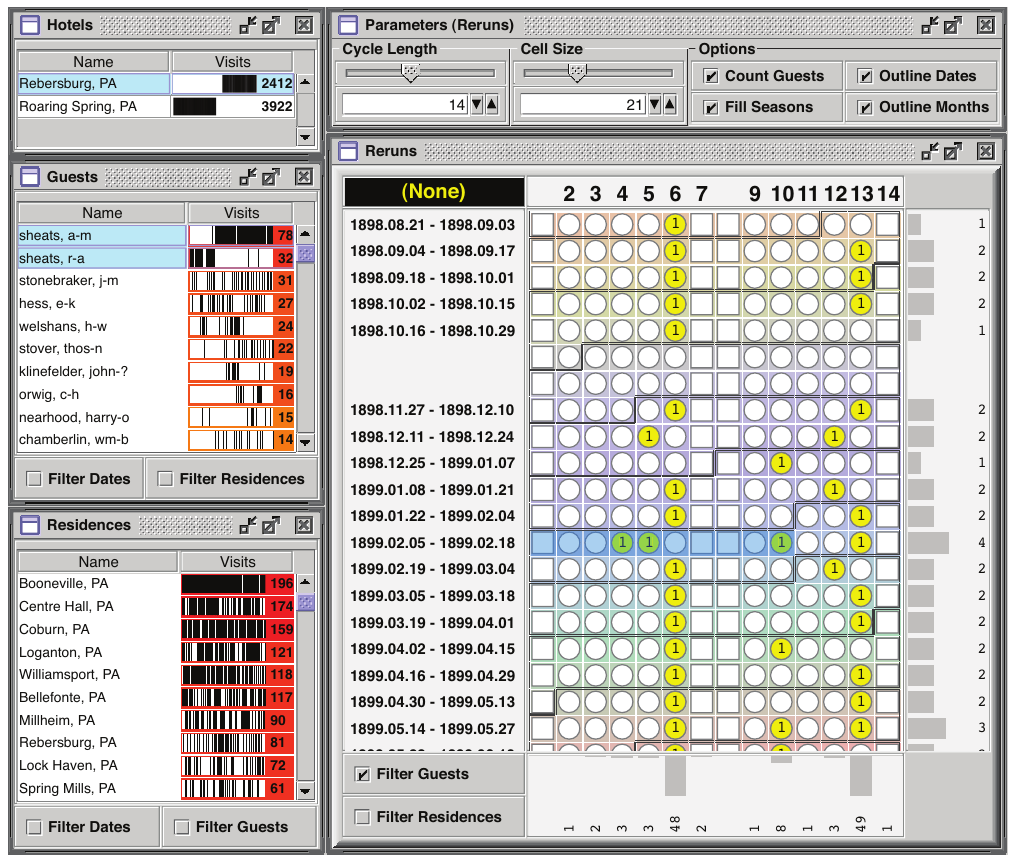 Hotels
Name Visits
Rebersburg, PA 2412
Roaring Spring, PA 3922
Guests
Name Visits
sheats, a-m 78
sheats, r-a 32
stonebraker, j-m 31
hess, e-k 27
welshans, h-w 24
stover, thos-n 22
klinefelder, john-? 19
orwig, c-h 16
nearhood, harry-o 15
chamberlin, wm-b 14
Filter Dates Filter Residences
Residences
Name Visits
Booneville, PA 196
Centre Hall, PA 174
Coburn, PA 159
Loganton, PA 121
Williamsport, PA 118
Bellefonte, PA 117
Millheim, PA 90
Rebersburg, PA 81
Lock Haven, PA 72
Spring Mills, PA 61
Filter Dates Filter Guests
Parameters (Reruns)
Cycle Length Cell Size Options
Count Guests Outline Dates
14 21
Fill Seasons Outline Months
Reruns
(None) 2 3 4 5 6 7 9 10 11 12 13 14
1898.08.21 - 1898.09.03 1 1
1898.09.04 - 1898.09.17 1 1 2
1898.09.18 - 1898.10.01 1 1 2
1898.10.02 - 1898.10.15 1 1 2
1898.10.16 - 1898.10.29 1 1
1898.11.27 - 1898.12.10 1 1 2
1898.12.11 - 1898.12.24 1 1 2
1898.12.25 - 1899.01.07 1 1
1899.01.08 - 1899.01.21 1 1 2
1899.01.22 - 1899.02.04 1 1 2
1899.02.05 - 1899.02.18 1 1 1 1 4
1899.02.19 - 1899.03.04 1 1 2
1899.03.05 - 1899.03.18 1 1 2
1899.03.19 - 1899.04.01 1 1 2
1899.04.02 - 1899.04.15 1 1 2
1899.04.16 - 1899.04.29 1 1 2
1899.04.30 - 1899.05.13 1 1 2
1899.05.14 - 1899.05.27 1 1 1 3
Filter Guests
Filter Residences
1 2 3 3 48 2 1 8 1 3 49 1